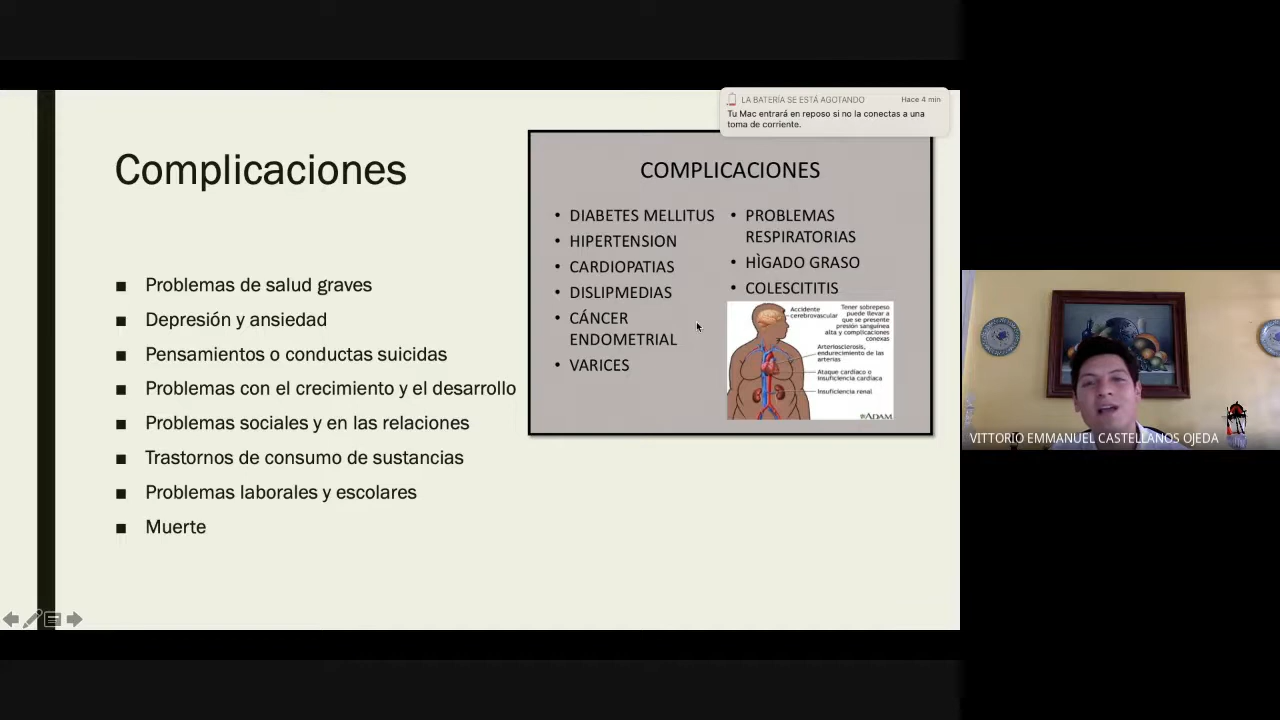 LA BATERÍA SE ESTÁ AGOTANDO
Hace 4 min
Tu Mac entrará en reposo si no la conectas a una
toma de corriente.
Complicaciones
■ Problemas de salud graves
■ Depresión y ansiedad
■ Pensamientos o conductas suicidas
■ Problemas con el crecimiento y el desarrollo
■ Problemas sociales y en las relaciones
■ Trastornos de consumo de sustancias
■ Problemas laborales y escolares
■ Muerte
COMPLICACIONES
• DIABETES MELLITUS
• HIPERTENSION
• CARDIOPATIAS
• DISLIPMEDIAS
• CÁNCER
ENDOMETRIAL
• VARICES
• PROBLEMAS
RESPIRATORIAS
• HÌGADO GRASO
• COLESCITITIS
Accidente
cerebrovascular
Tener sobrepeso
puede llevar a
que se presente
presión sanguínea
alta y complicaciones
conexas
Arteriosclerosis,
endurecimiento de las
arterias
Ataque cardíaco o
insuficiencia cardíaca
Insuficiencia renal
ADAM
VITTORIO EMMANUEL CASTELLANOS OJEDA